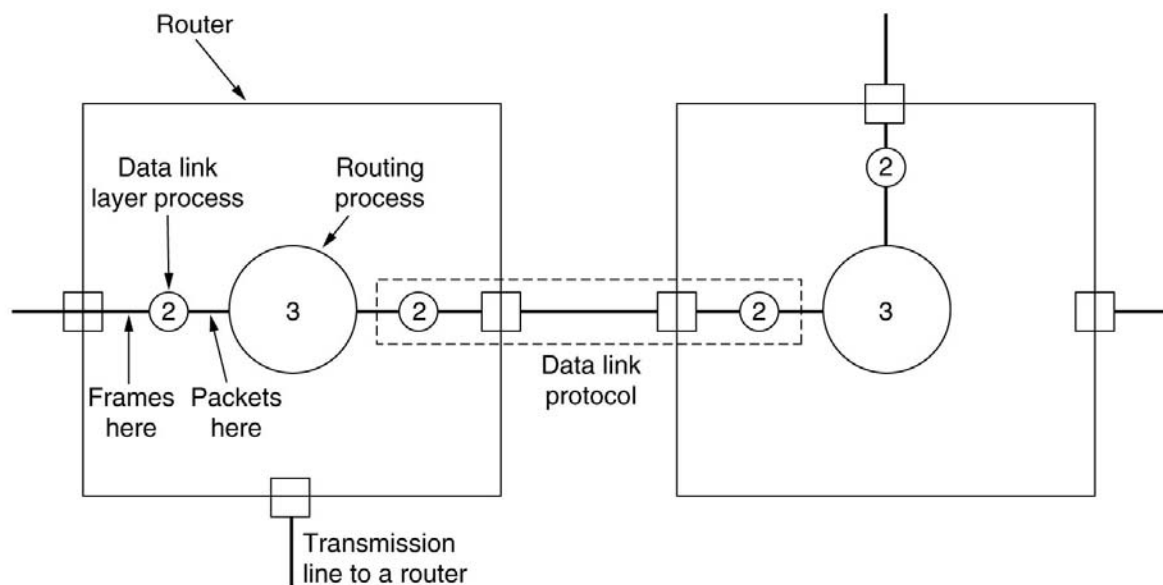 Router
Data link
layer process
Routing
process
2
2
3
2
2
3
Frames
here
Packets
here
Data link
protocol
Transmission
line to a router